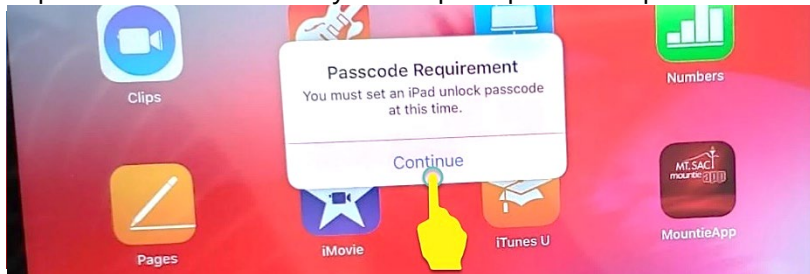 Clips
Passcode Requirement
You must set an iPad unlock passcode
at this time.
Continue
Numbers
Pages
iMovie
iTunes U
MT. SAC
mountie app
MountieApp